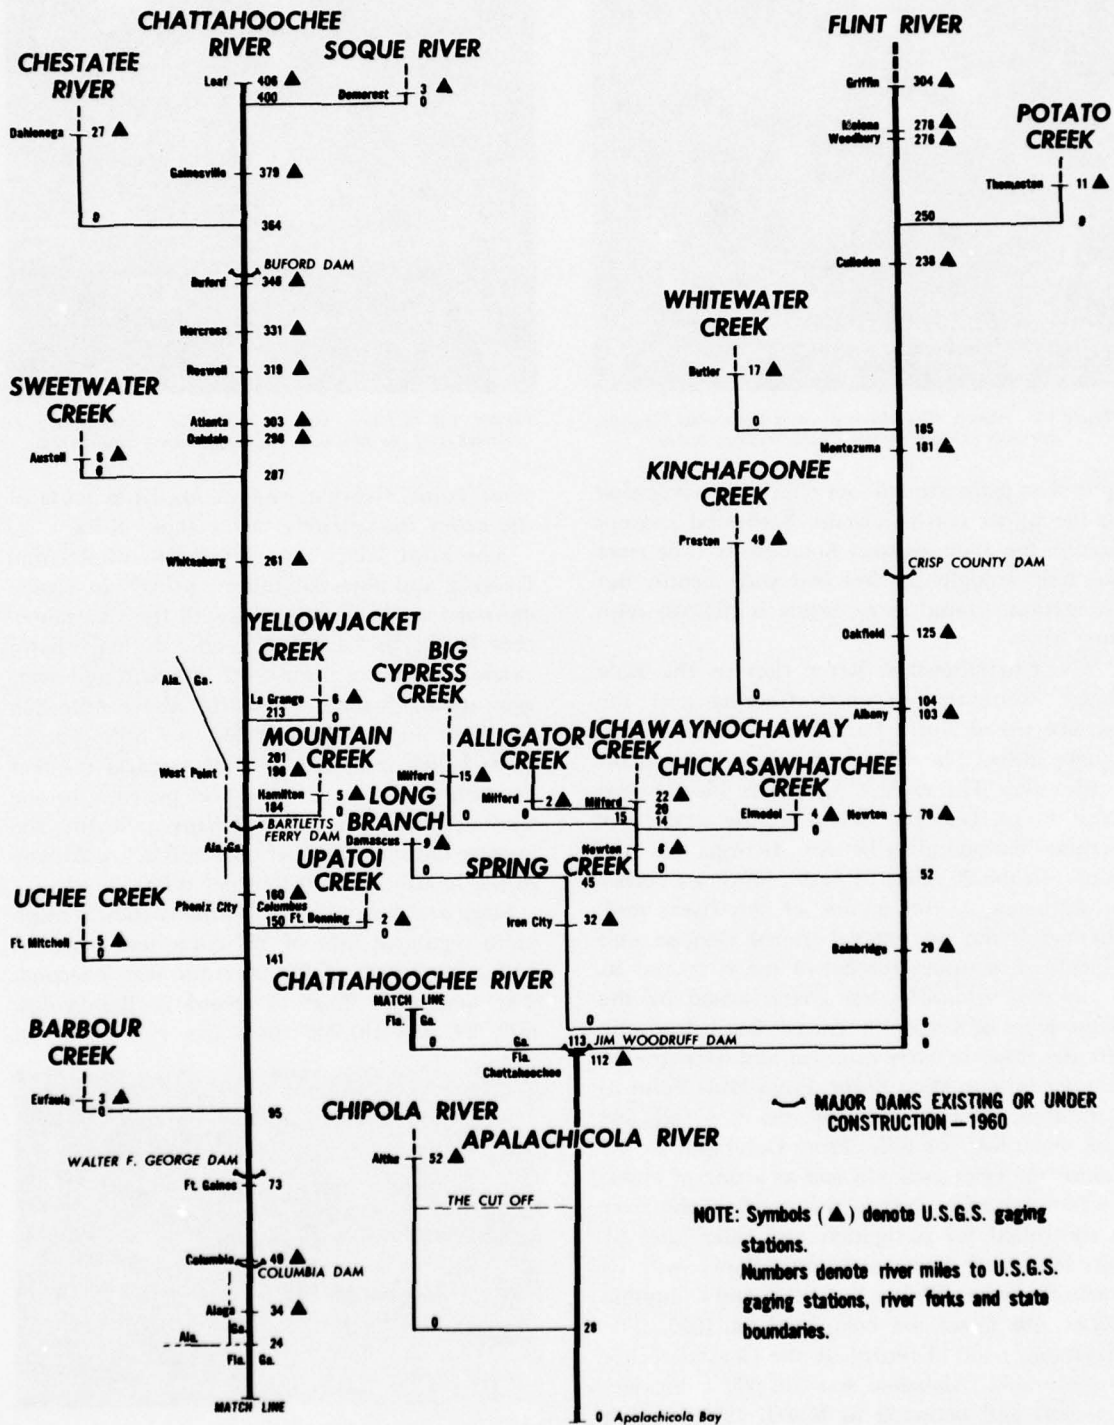 CHATTAHOOCHEE
RIVER
Leaf 406 ▲
400
SOQUE RIVER
Demorest 3 ▲
0
CHESTATEE
RIVER
Dahlonega 27 ▲
0
Gainesville 379 ▲
364
BUFORD DAM
Buford 348 ▲
Norcross 331 ▲
Roswell 319 ▲
SWEETWATER
CREEK
Austell 6 ▲
0
Atlanta 303 ▲
Oakdale 298 ▲
287
Whitesburg 261 ▲
YELLOWJACKET
CREEK
La Grange 6 ▲
213 0
Ala. Ga.
201
West Point 198 ▲
MOUNTAIN
CREEK
Hamilton 5 ▲
184 0
BARTLETTS
FERRY DAM
Ala. Ga.
160 ▲
Phenix City Columbus
UPATOI
CREEK
Ft. Benning 2 ▲
150 0
UCHEE CREEK
Ft. Mitchell 5 ▲
0 141
BARBOUR
CREEK
Eufaula 3 ▲
0 95
WALTER F. GEORGE DAM
Ft. Gaines 73
Columbia 49 ▲
COLUMBIA DAM
Alaga 34 ▲
Ga.
Ala. 24
Fla. Ga.
MATCH LINE
BIG
CYPRESS
CREEK
Milford 15 ▲
0
ALLIGATOR
CREEK
Milford 2 ▲
0
ICHAWAYNOCHAWAY
CREEK
Milford 22 ▲
20
15 14
CHICKASAWHATCHEE
CREEK
Elmodel 4 ▲
0
Newton 6 ▲
0
LONG
BRANCH
Damascus 9 ▲
0
SPRING CREEK
45
Iron City 32 ▲
0
CHATTAHOOCHEE RIVER
MATCH LINE
Fla. Ga.
0 Ga. 113 JIM WOODRUFF DAM
Fla. 112 ▲
Chattahoochee
CHIPOLA RIVER
Altha 52 ▲
APALACHICOLA RIVER
THE CUT OFF
0 28
0 Apalachicola Bay
FLINT RIVER
Griffin 304 ▲
Molena 278 ▲
Woodbury 276 ▲
POTATO
CREEK
Thomaston 11 ▲
250 0
Culloden 238 ▲
WHITEWATER
CREEK
Butler 17 ▲
0 185
Montezuma 181 ▲
KINCHAFOONEE
CREEK
Preston 49 ▲
CRISP COUNTY DAM
Oakfield 125 ▲
0 104
Albany 103 ▲
Newton 70 ▲
52
Bainbridge 29 ▲
6
0
MAJOR DAMS EXISTING OR UNDER
CONSTRUCTION—1960
NOTE: Symbols (▲) denote U.S.G.S. gaging
stations.
Numbers denote river miles to U.S.G.S.
gaging stations, river forks and state
boundaries.